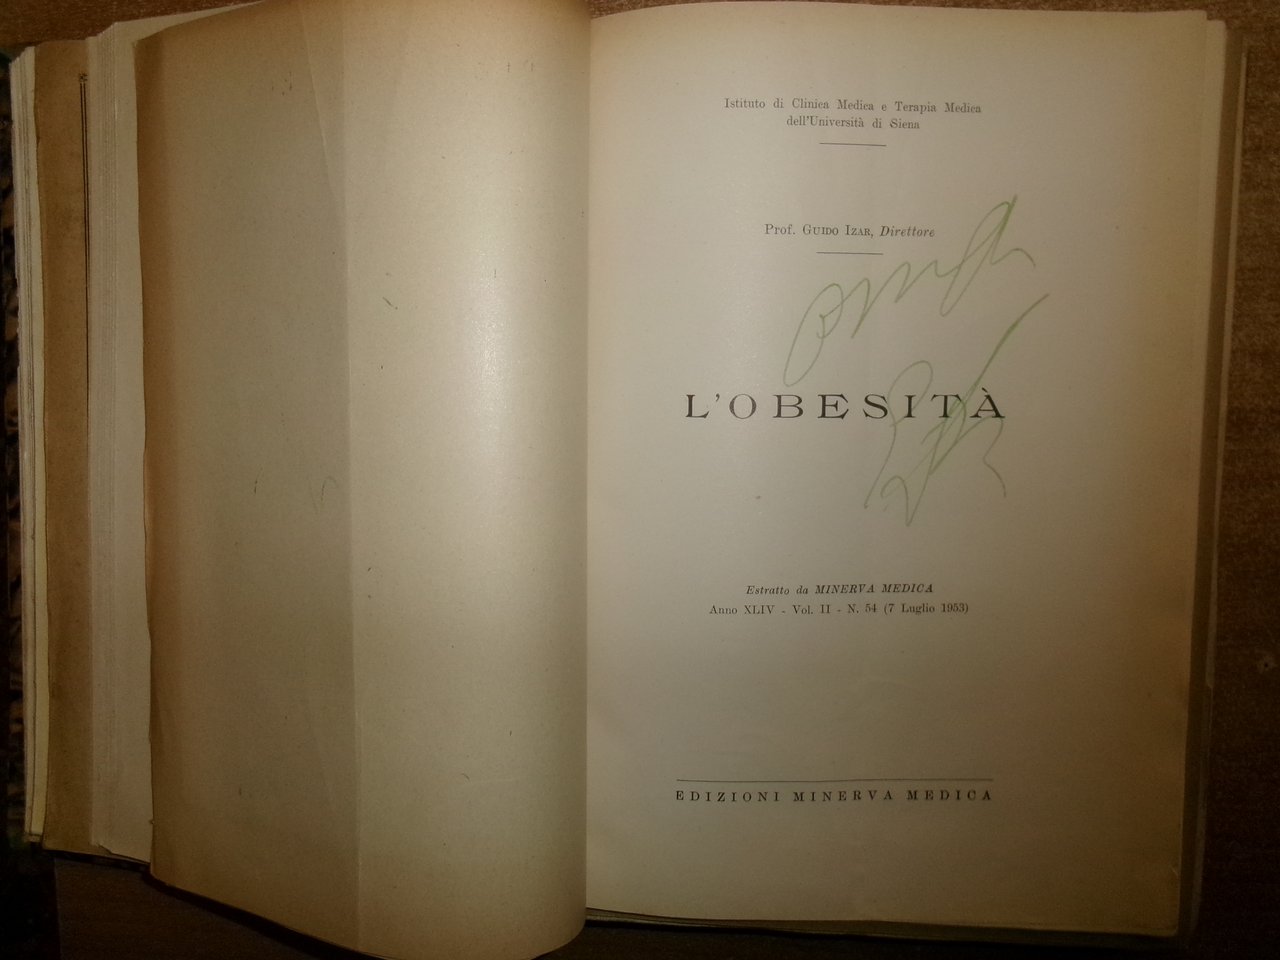 Istituto di Clinica Medica e Terapia Medica
dell'Università di Siena
Prof. GUIDO IZAR, Direttore
L'OBESITÀ
Estratto da MINERVA MEDICA
Anno XLIV - Vol. II - N. 54 (7 Luglio 1953)
EDIZIONI MINERVA MEDICA